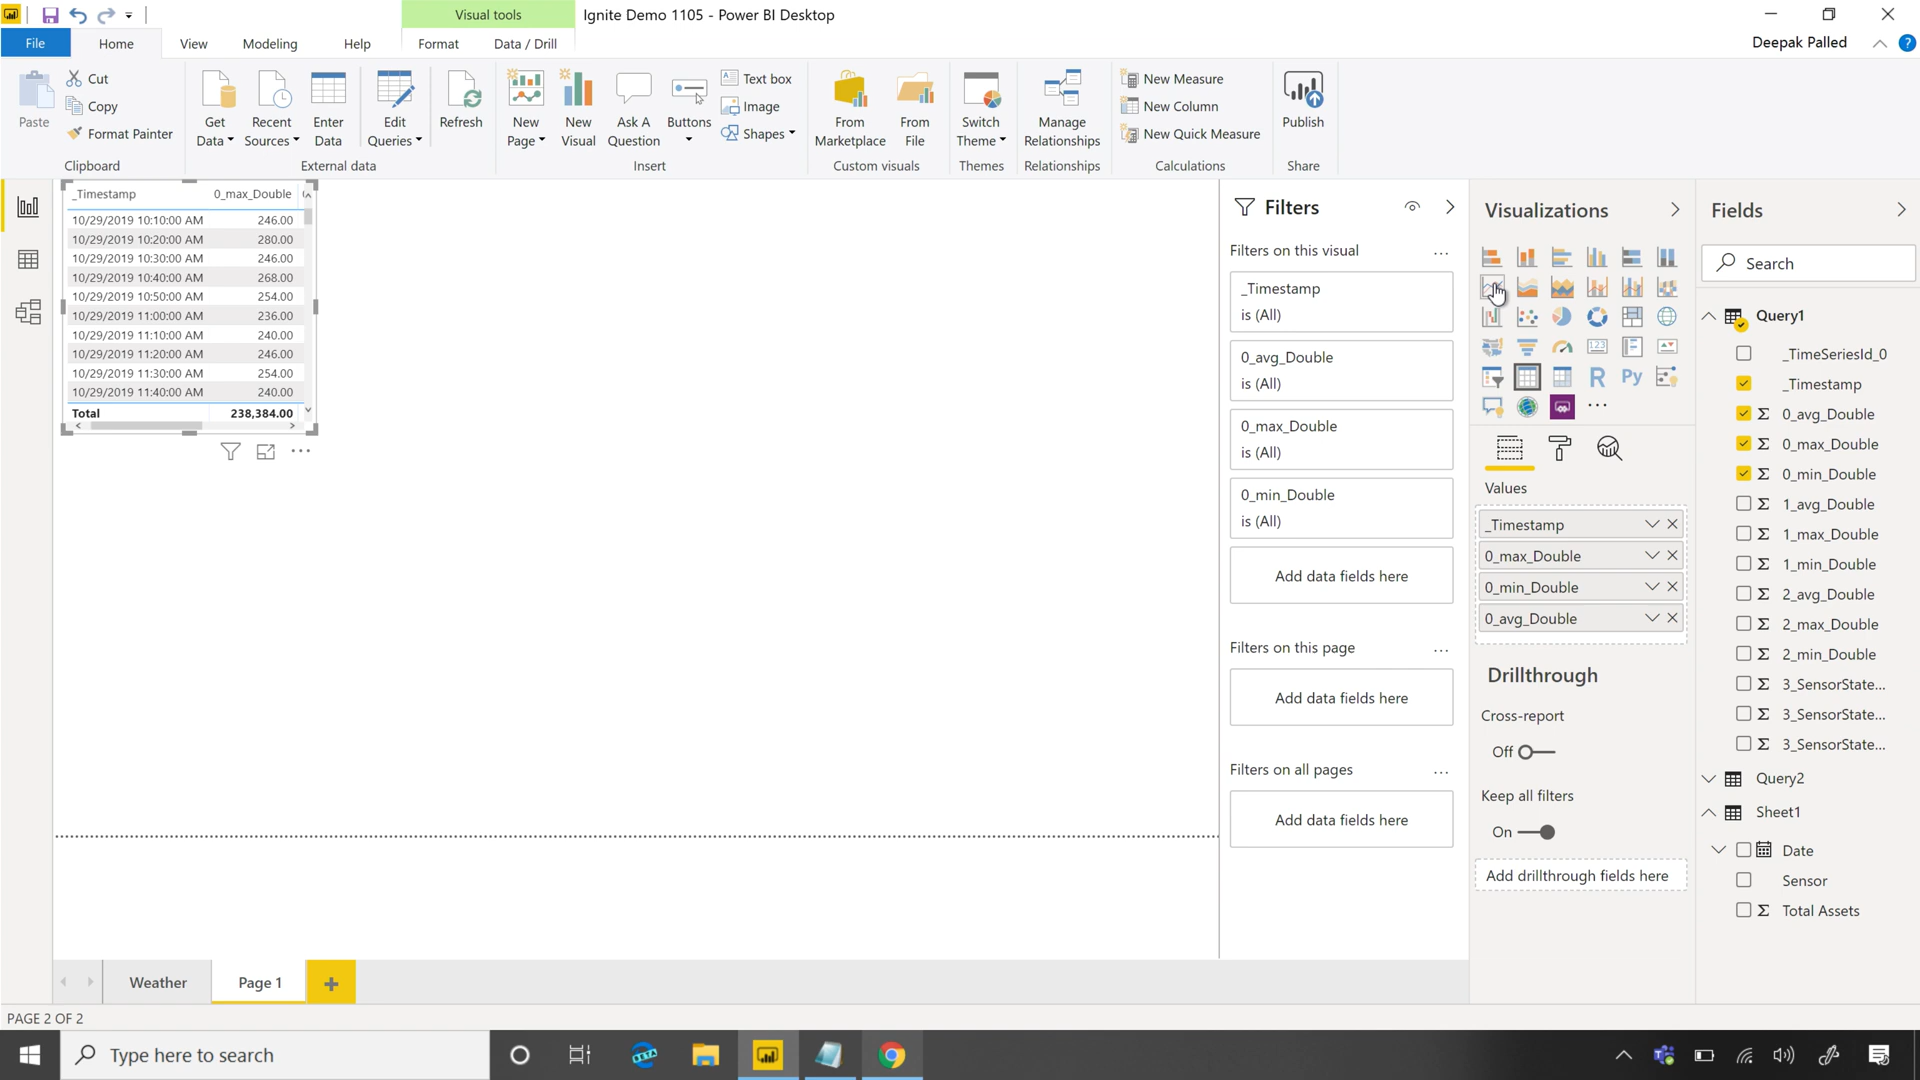 Visual tools
Ignite Demo 1105 - Power BI Desktop
File
Home
View
Modeling
Help
Format
Data / Drill
Deepak Palled
?
Paste
Cut
Copy
Format Painter
Clipboard
Get Data
Recent Sources
Enter Data
Edit Queries
Refresh
External data
New Page
New Visual
Ask A Question
Buttons
Text box
Image
Shapes
Insert
From Marketplace
From File
Custom visuals
Switch Theme
Themes
Manage Relationships
Relationships
New Measure
New Column
New Quick Measure
Calculations
Publish
Share
_Timestamp 0_max_Double
10/29/2019 10:10:00 AM 246.00
10/29/2019 10:20:00 AM 280.00
10/29/2019 10:30:00 AM 246.00
10/29/2019 10:40:00 AM 268.00
10/29/2019 10:50:00 AM 254.00
10/29/2019 11:00:00 AM 236.00
10/29/2019 11:10:00 AM 240.00
10/29/2019 11:20:00 AM 246.00
10/29/2019 11:30:00 AM 254.00
10/29/2019 11:40:00 AM 240.00
Total 238,384.00
Filters
Filters on this visual
_Timestamp
is (All)
0_avg_Double
is (All)
0_max_Double
is (All)
0_min_Double
is (All)
Add data fields here
Filters on this page
Add data fields here
Filters on all pages
Add data fields here
Visualizations
123
R
Py
Values
_Timestamp
0_max_Double
0_min_Double
0_avg_Double
Drillthrough
Cross-report
Off
Keep all filters
On
Add drillthrough fields here
Fields
Search
Query1
_TimeSeriesId_0
_Timestamp
Σ 0_avg_Double
Σ 0_max_Double
Σ 0_min_Double
Σ 1_avg_Double
Σ 1_max_Double
Σ 1_min_Double
Σ 2_avg_Double
Σ 2_max_Double
Σ 2_min_Double
Σ 3_SensorState...
Σ 3_SensorState...
Σ 3_SensorState...
Query2
Sheet1
Date
Sensor
Σ Total Assets
Weather
Page 1
+
PAGE 2 OF 2
Type here to search
BETA